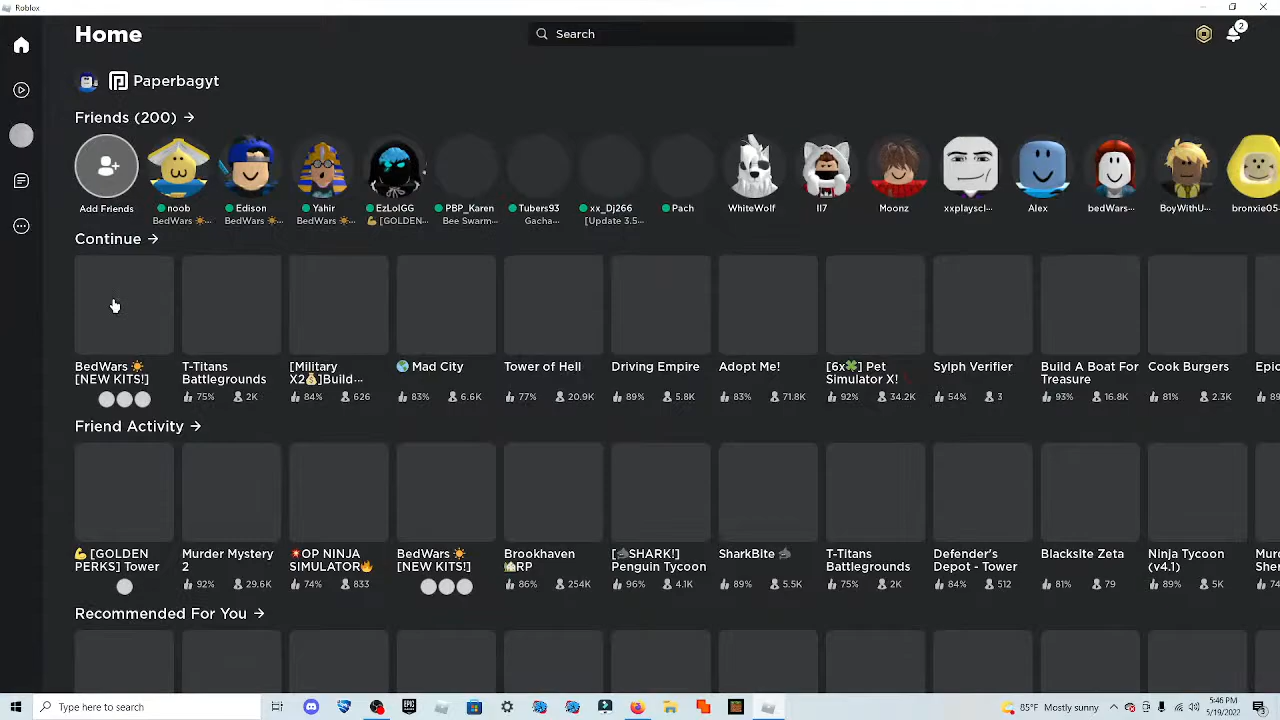 Roblox
Home
Search
2
Paperbagyt
Friends (200) →
Add Friends
noob
BedWars ☀...
Edison
BedWars ☀...
Yahir
BedWars ☀...
EzLolGG
💪 [GOLDEN...
PBP_Karen
Bee Swarm...
Tubers93
Gacha...
xx_Dj266
[Update 3.5...
Pach
WhiteWolf
Moonz
xxplayscl...
Alex
bedWars...
BoyWithU...
bronxie05...
Continue →
BedWars ☀
[NEW KITS!]
T-Titans
Battlegrounds
75% 2K
[Military
X2💰]Build...
84% 626
🌎 Mad City
83% 6.6K
Tower of Hell
77% 20.9K
Driving Empire
89% 5.8K
Adopt Me!
83% 71.8K
[6x🍀] Pet
Simulator X!
92% 34.2K
Sylph Verifier
54% 3
Build A Boat For
Treasure
93% 16.8K
Cook Burgers
81% 2.3K
Epic
89
Friend Activity →
💪 [GOLDEN
PERKS] Tower
Murder Mystery
2
92% 29.6K
💥OP NINJA
SIMULATOR🔥
74% 833
BedWars ☀
[NEW KITS!]
Brookhaven
🏡RP
86% 254K
[🦈SHARK!]
Penguin Tycoon
96% 4.1K
SharkBite 🦈
89% 5.5K
T-Titans
Battlegrounds
75% 2K
Defender's
Depot - Tower
84% 512
Blacksite Zeta
81% 79
Ninja Tycoon
(v4.1)
89% 5K
Mur
Sher
74
Recommended For You →
Type here to search
EPIC
85°F Mostly sunny
5:46 PM
5/19/2022